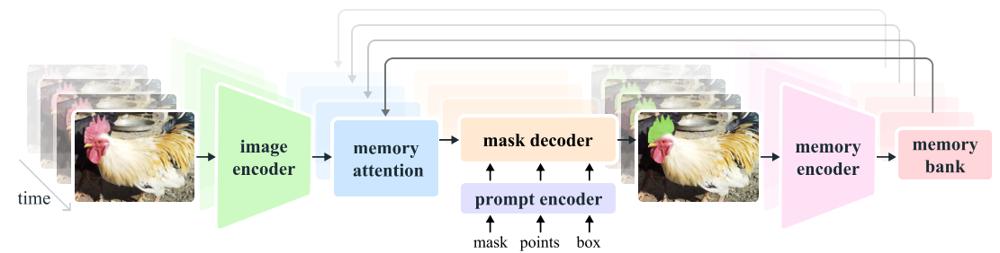 time
image
encoder
memory
attention
mask decoder
prompt encoder
mask points box
memory
encoder
memory
bank